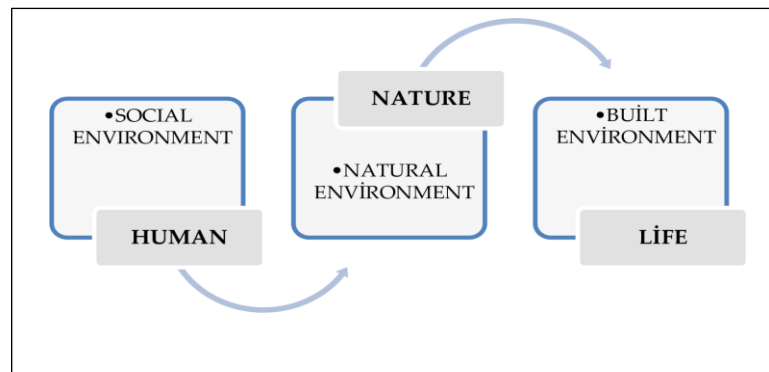 •SOCIAL
ENVIRONMENT
HUMAN
NATURE
•NATURAL
ENVİRONMENT
•BUİLT
ENVİRONMENT
LİFE